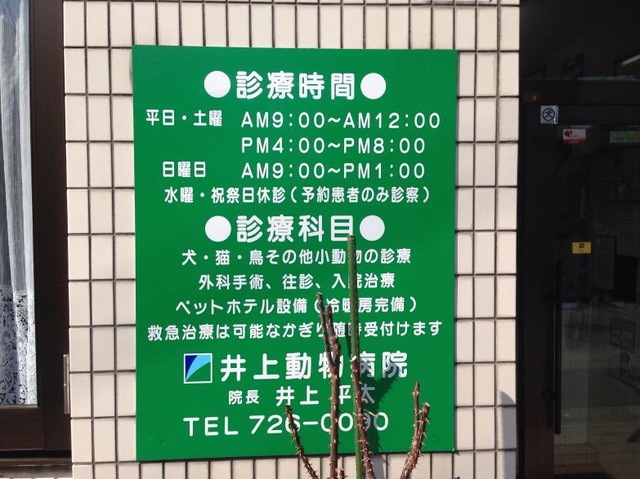 ●診療時間●
平日・土曜 AM9:00〜AM12:00
PM4:00〜PM8:00
日曜日 AM9:00〜PM1:00
水曜・祝祭日休診(予約患者のみ診察)
●診療科目●
犬・猫・鳥その他小動物の診療
外科手術、往診、入院治療
ペットホテル設備(冷暖房完備)
救急治療は可能なかぎり随時受付けます
井上動物病院
院長 井上 平太
TEL 726-0090